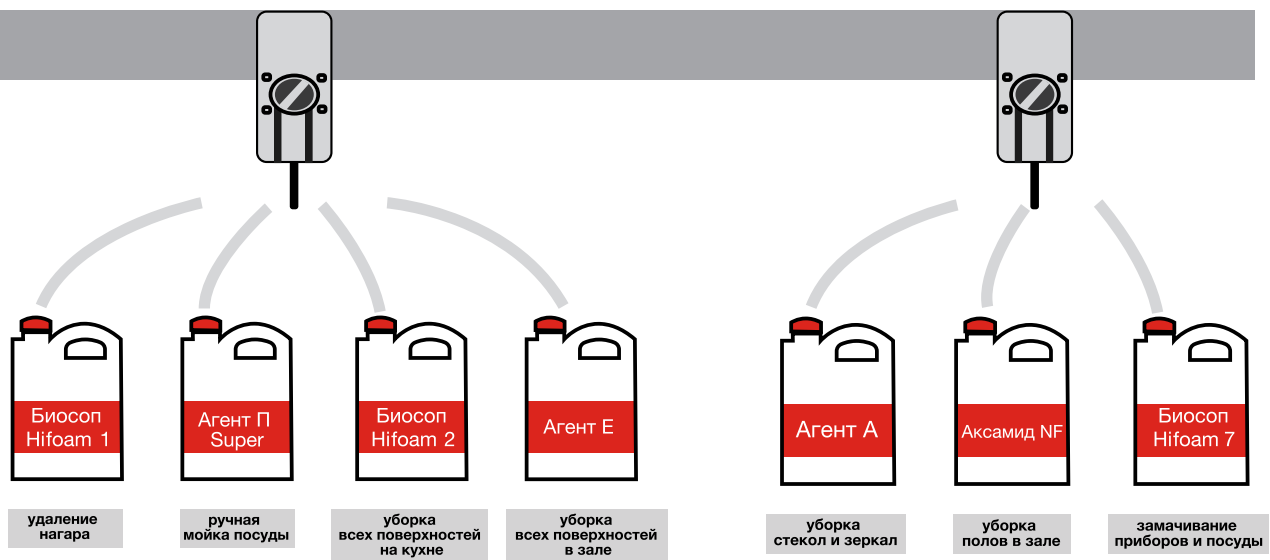 Биосоп
Hifoam 1
Агент П
Super
Биосоп
Hifoam 2
Агент Е
Агент А
Аксамид NF
Биосоп
Hifoam 7
удаление
нагара
ручная
мойка посуды
уборка
всех поверхностей
на кухне
уборка
всех поверхностей
в зале
уборка
стекол и зеркал
уборка
полов в зале
замачивание
приборов и посуды